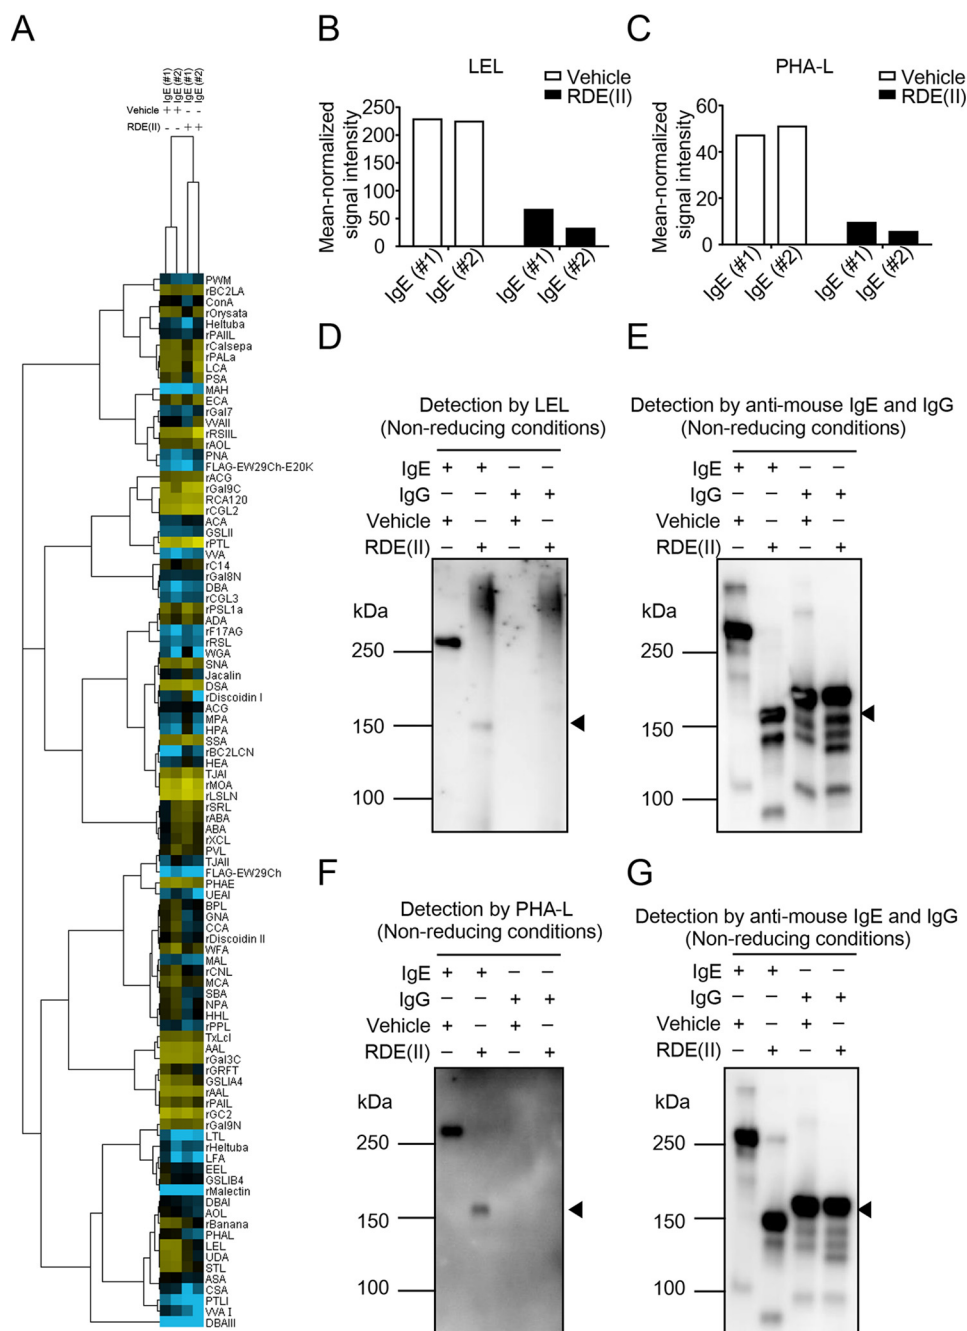 A
IgE (#1)
IgE (#2)
IgE (#1)
IgE (#2)
Vehicle + + - -
RDE(II) - - + +
PWM
rBC2LA
ConA
rOrysata
Heltuba
rPAIIL
rCalsepa
rPALa
LCA
PSA
MAH
ECA
rGal7
VVAII
rRSIIL
rAOL
PNA
FLAG-EW29Ch-E20K
rACG
rGal9C
RCA120
rCGL2
ACA
GSLII
rPTL
VVA
rC14
rGal8N
DBA
rCGL3
rPSL1a
ADA
rF17AG
rRSL
WGA
SNA
Jacalin
DSA
rDiscoidin I
ACG
MPA
HPA
SSA
rBC2LCN
HEA
TJAI
rMOA
rLSLN
rSRL
rABA
ABA
rXCL
PVL
TJAII
FLAG-EW29Ch
PHAE
UEAI
BPL
GNA
CCA
rDiscoidin II
WFA
MAL
rCNL
MCA
SBA
NPA
HHL
rPPL
TxLcI
AAL
rGal3C
rGRFT
GSLIA4
rAAL
rPAIL
rGC2
rGal9N
LTL
rHeltuba
LFA
EEL
GSLIB4
rMalectin
DBAI
AOL
rBanana
PHAL
LEL
UDA
STL
ASA
CSA
PTLI
VVA I
DBAIII
B
LEL
Vehicle
RDE(II)
Mean-normalized
signal intensity
250
200
150
100
50
0
IgE (#1)
IgE (#2)
IgE (#1)
IgE (#2)
C
PHA-L
Vehicle
RDE(II)
Mean-normalized
signal intensity
60
40
20
0
IgE (#1)
IgE (#2)
IgE (#1)
IgE (#2)
D
Detection by LEL
(Non-reducing conditions)
IgE + + – –
IgG – – + +
Vehicle + – + –
RDE(II) – + – +
kDa
250
150
100
E
Detection by anti-mouse IgE and IgG
(Non-reducing conditions)
IgE + + – –
IgG – – + +
Vehicle + – + –
RDE(II) – + – +
kDa
250
150
100
F
Detection by PHA-L
(Non-reducing conditions)
IgE + + – –
IgG – – + +
Vehicle + – + –
RDE(II) – + – +
kDa
250
150
100
G
Detection by anti-mouse IgE and IgG
(Non-reducing conditions)
IgE + + – –
IgG – – + +
Vehicle + – + –
RDE(II) – + – +
kDa
250
150
100